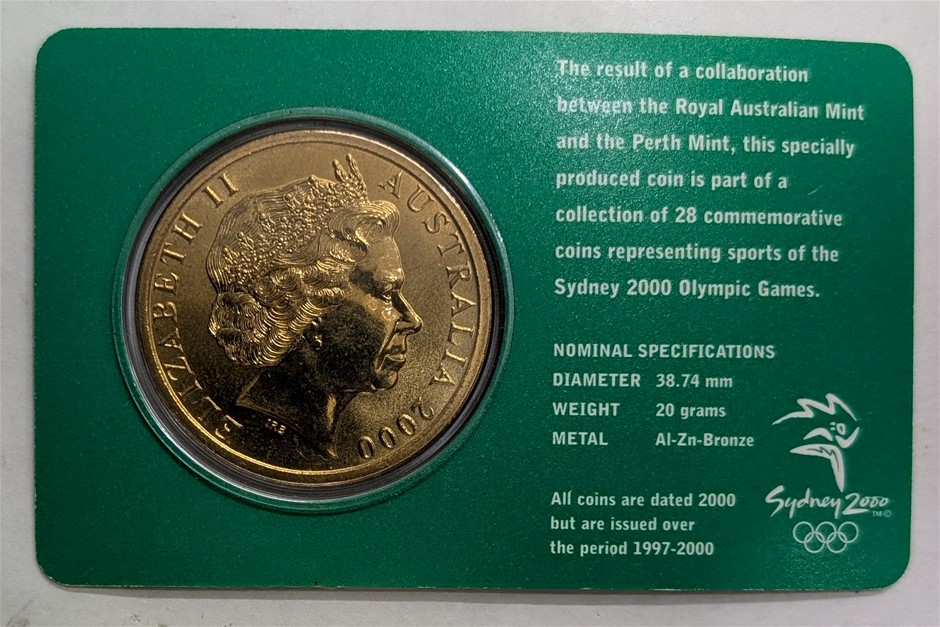 ELIZABETH II
AUSTRALIA 2000
IRB
The result of a collaboration
between the Royal Australian Mint
and the Perth Mint, this specially
produced coin is part of a
collection of 28 commemorative
coins representing sports of the
Sydney 2000 Olympic Games.
NOMINAL SPECIFICATIONS
DIAMETER 38.74 mm
WEIGHT 20 grams
METAL Al-Zn-Bronze
All coins are dated 2000
but are issued over
the period 1997-2000
Sydney 2000
TM ©